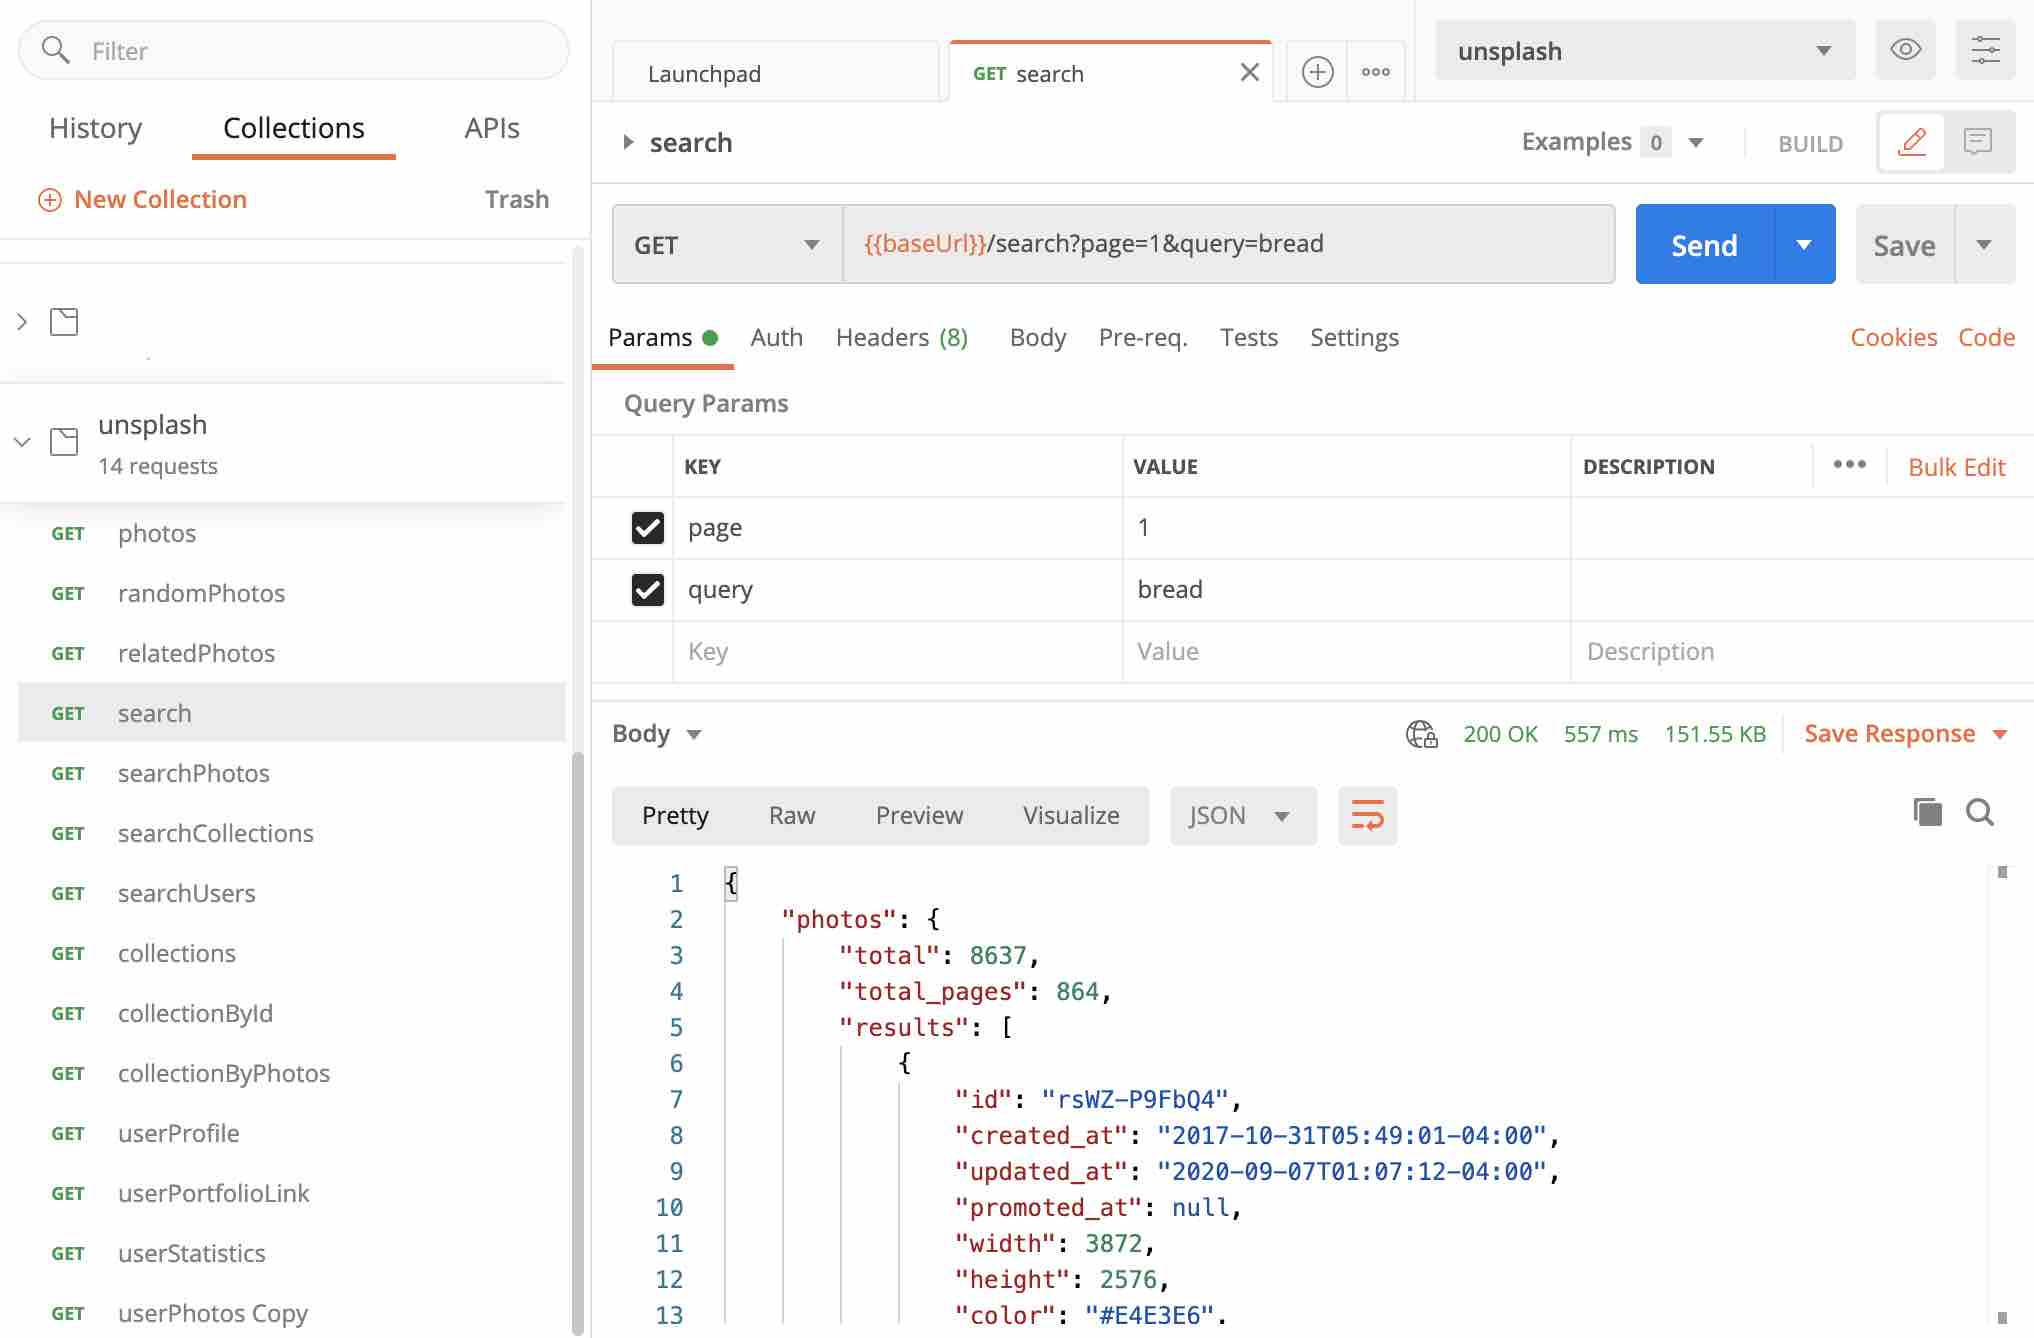 Filter
History Collections APIs
New Collection Trash
unsplash
14 requests
GET photos
GET randomPhotos
GET relatedPhotos
GET search
GET searchPhotos
GET searchCollections
GET searchUsers
GET collections
GET collectionById
GET collectionByPhotos
GET userProfile
GET userPortfolioLink
GET userStatistics
GET userPhotos Copy
Launchpad GET search unsplash
search Examples 0 BUILD
GET {{baseUrl}}/search?page=1&query=bread Send Save
Params Auth Headers (8) Body Pre-req. Tests Settings Cookies Code
Query Params
KEY VALUE DESCRIPTION Bulk Edit
page 1
query bread
Key Value Description
Body 200 OK 557 ms 151.55 KB Save Response
Pretty Raw Preview Visualize JSON
1 {
2 "photos": {
3 "total": 8637,
4 "total_pages": 864,
5 "results": [
6 {
7 "id": "rsWZ-P9FbQ4",
8 "created_at": "2017-10-31T05:49:01-04:00",
9 "updated_at": "2020-09-07T01:07:12-04:00",
10 "promoted_at": null,
11 "width": 3872,
12 "height": 2576,
13 "color": "#E4E3E6",